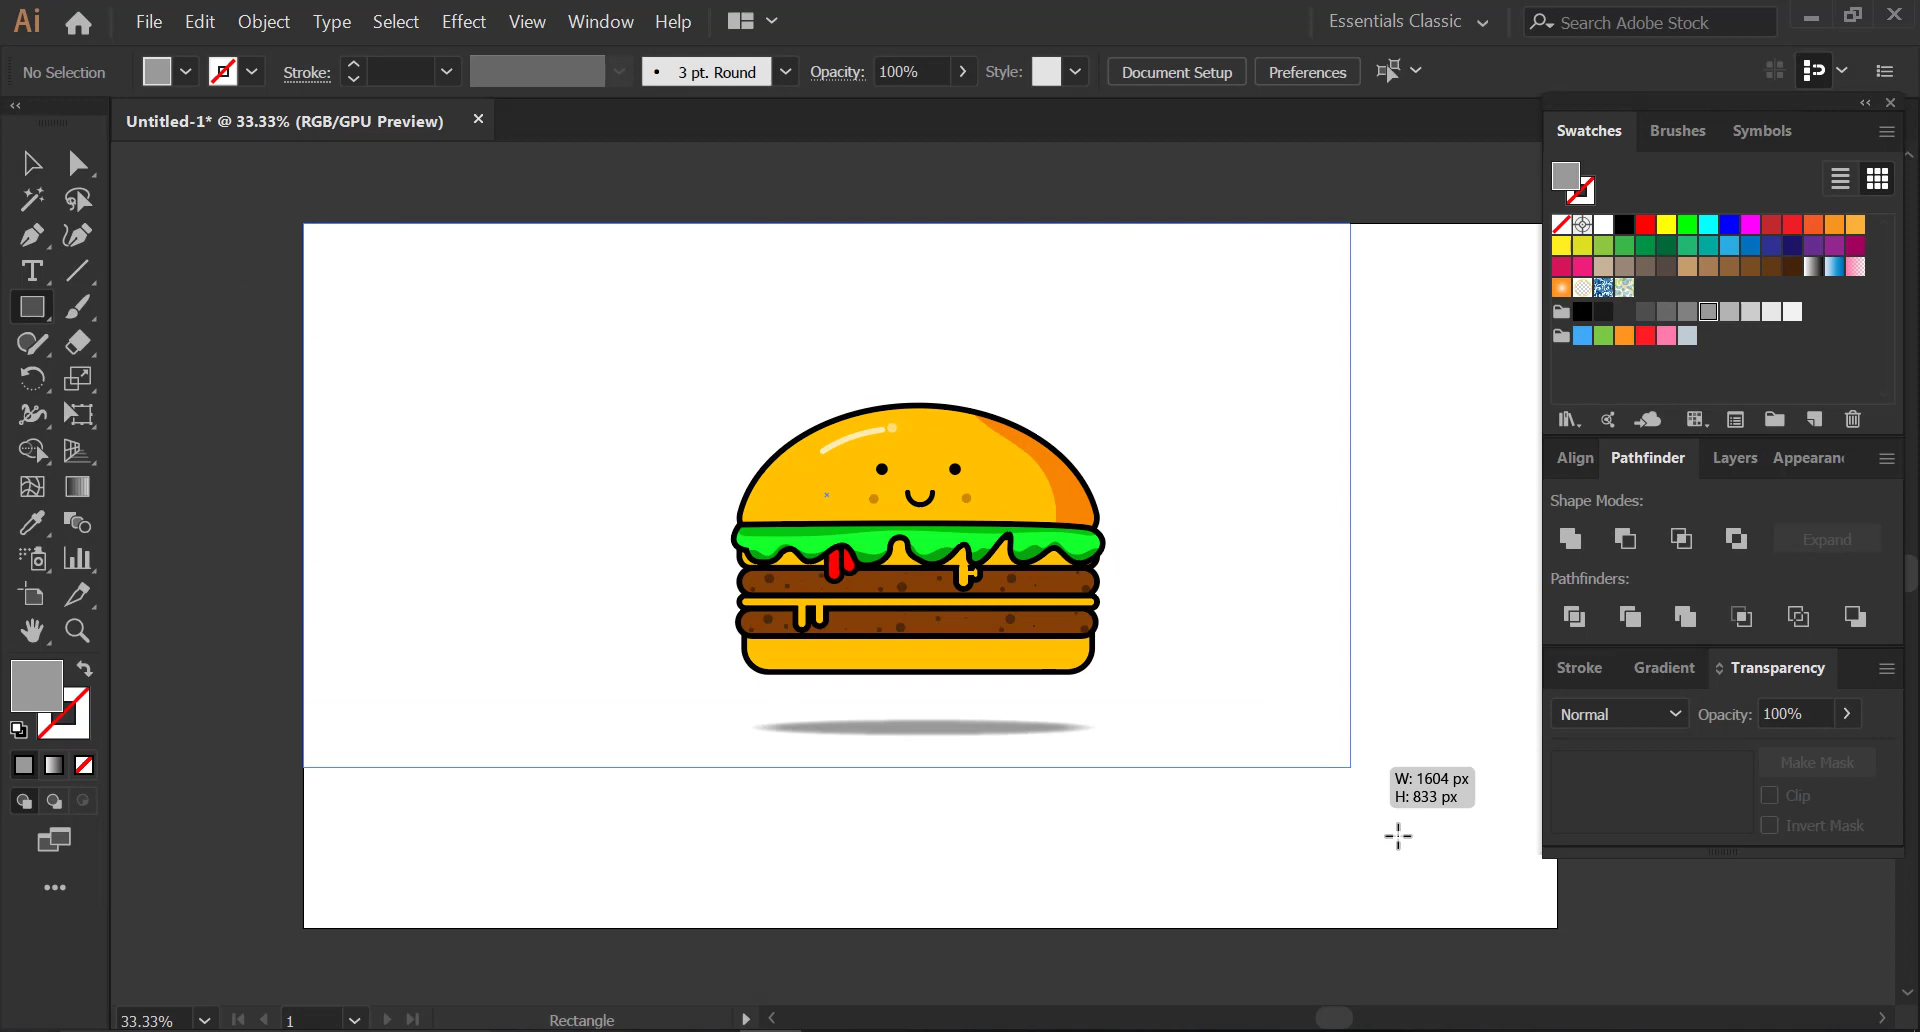 Ai File Edit Object Type Select Effect View Window Help Essentials Classic Search Adobe Stock
No Selection Stroke: 3 pt. Round Opacity: 100% Style: Document Setup Preferences
Untitled-1* @ 33.33% (RGB/GPU Preview)
Swatches Brushes Symbols
Align Pathfinder Layers Appearan
Shape Modes:
Expand
Pathfinders:
Stroke Gradient Transparency
Normal Opacity: 100%
Make Mask
Clip
Invert Mask
W: 1604 px
H: 833 px
33.33% 1 Rectangle